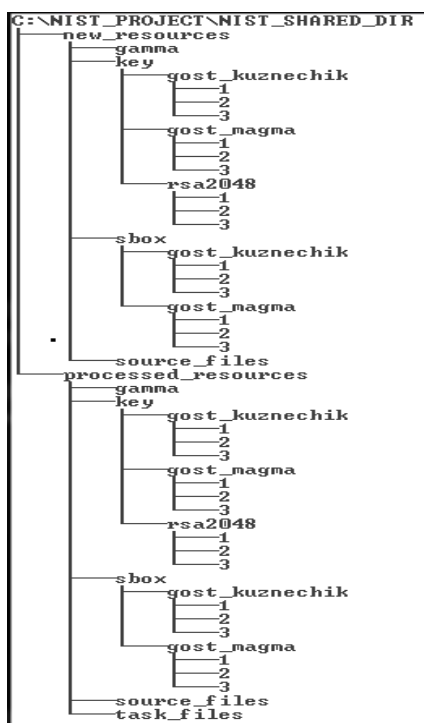 C:\NIST_PROJECT\NIST_SHARED_DIR
new_resources
gamma
key
gost_kuznechik
1
2
3
gost_magma
1
2
3
rsa2048
1
2
3
sbox
gost_kuznechik
1
2
3
gost_magma
1
2
3
source_files
processed_resources
gamma
key
gost_kuznechik
1
2
3
gost_magma
1
2
3
rsa2048
1
2
3
sbox
gost_kuznechik
1
2
3
gost_magma
1
2
3
source_files
task_files